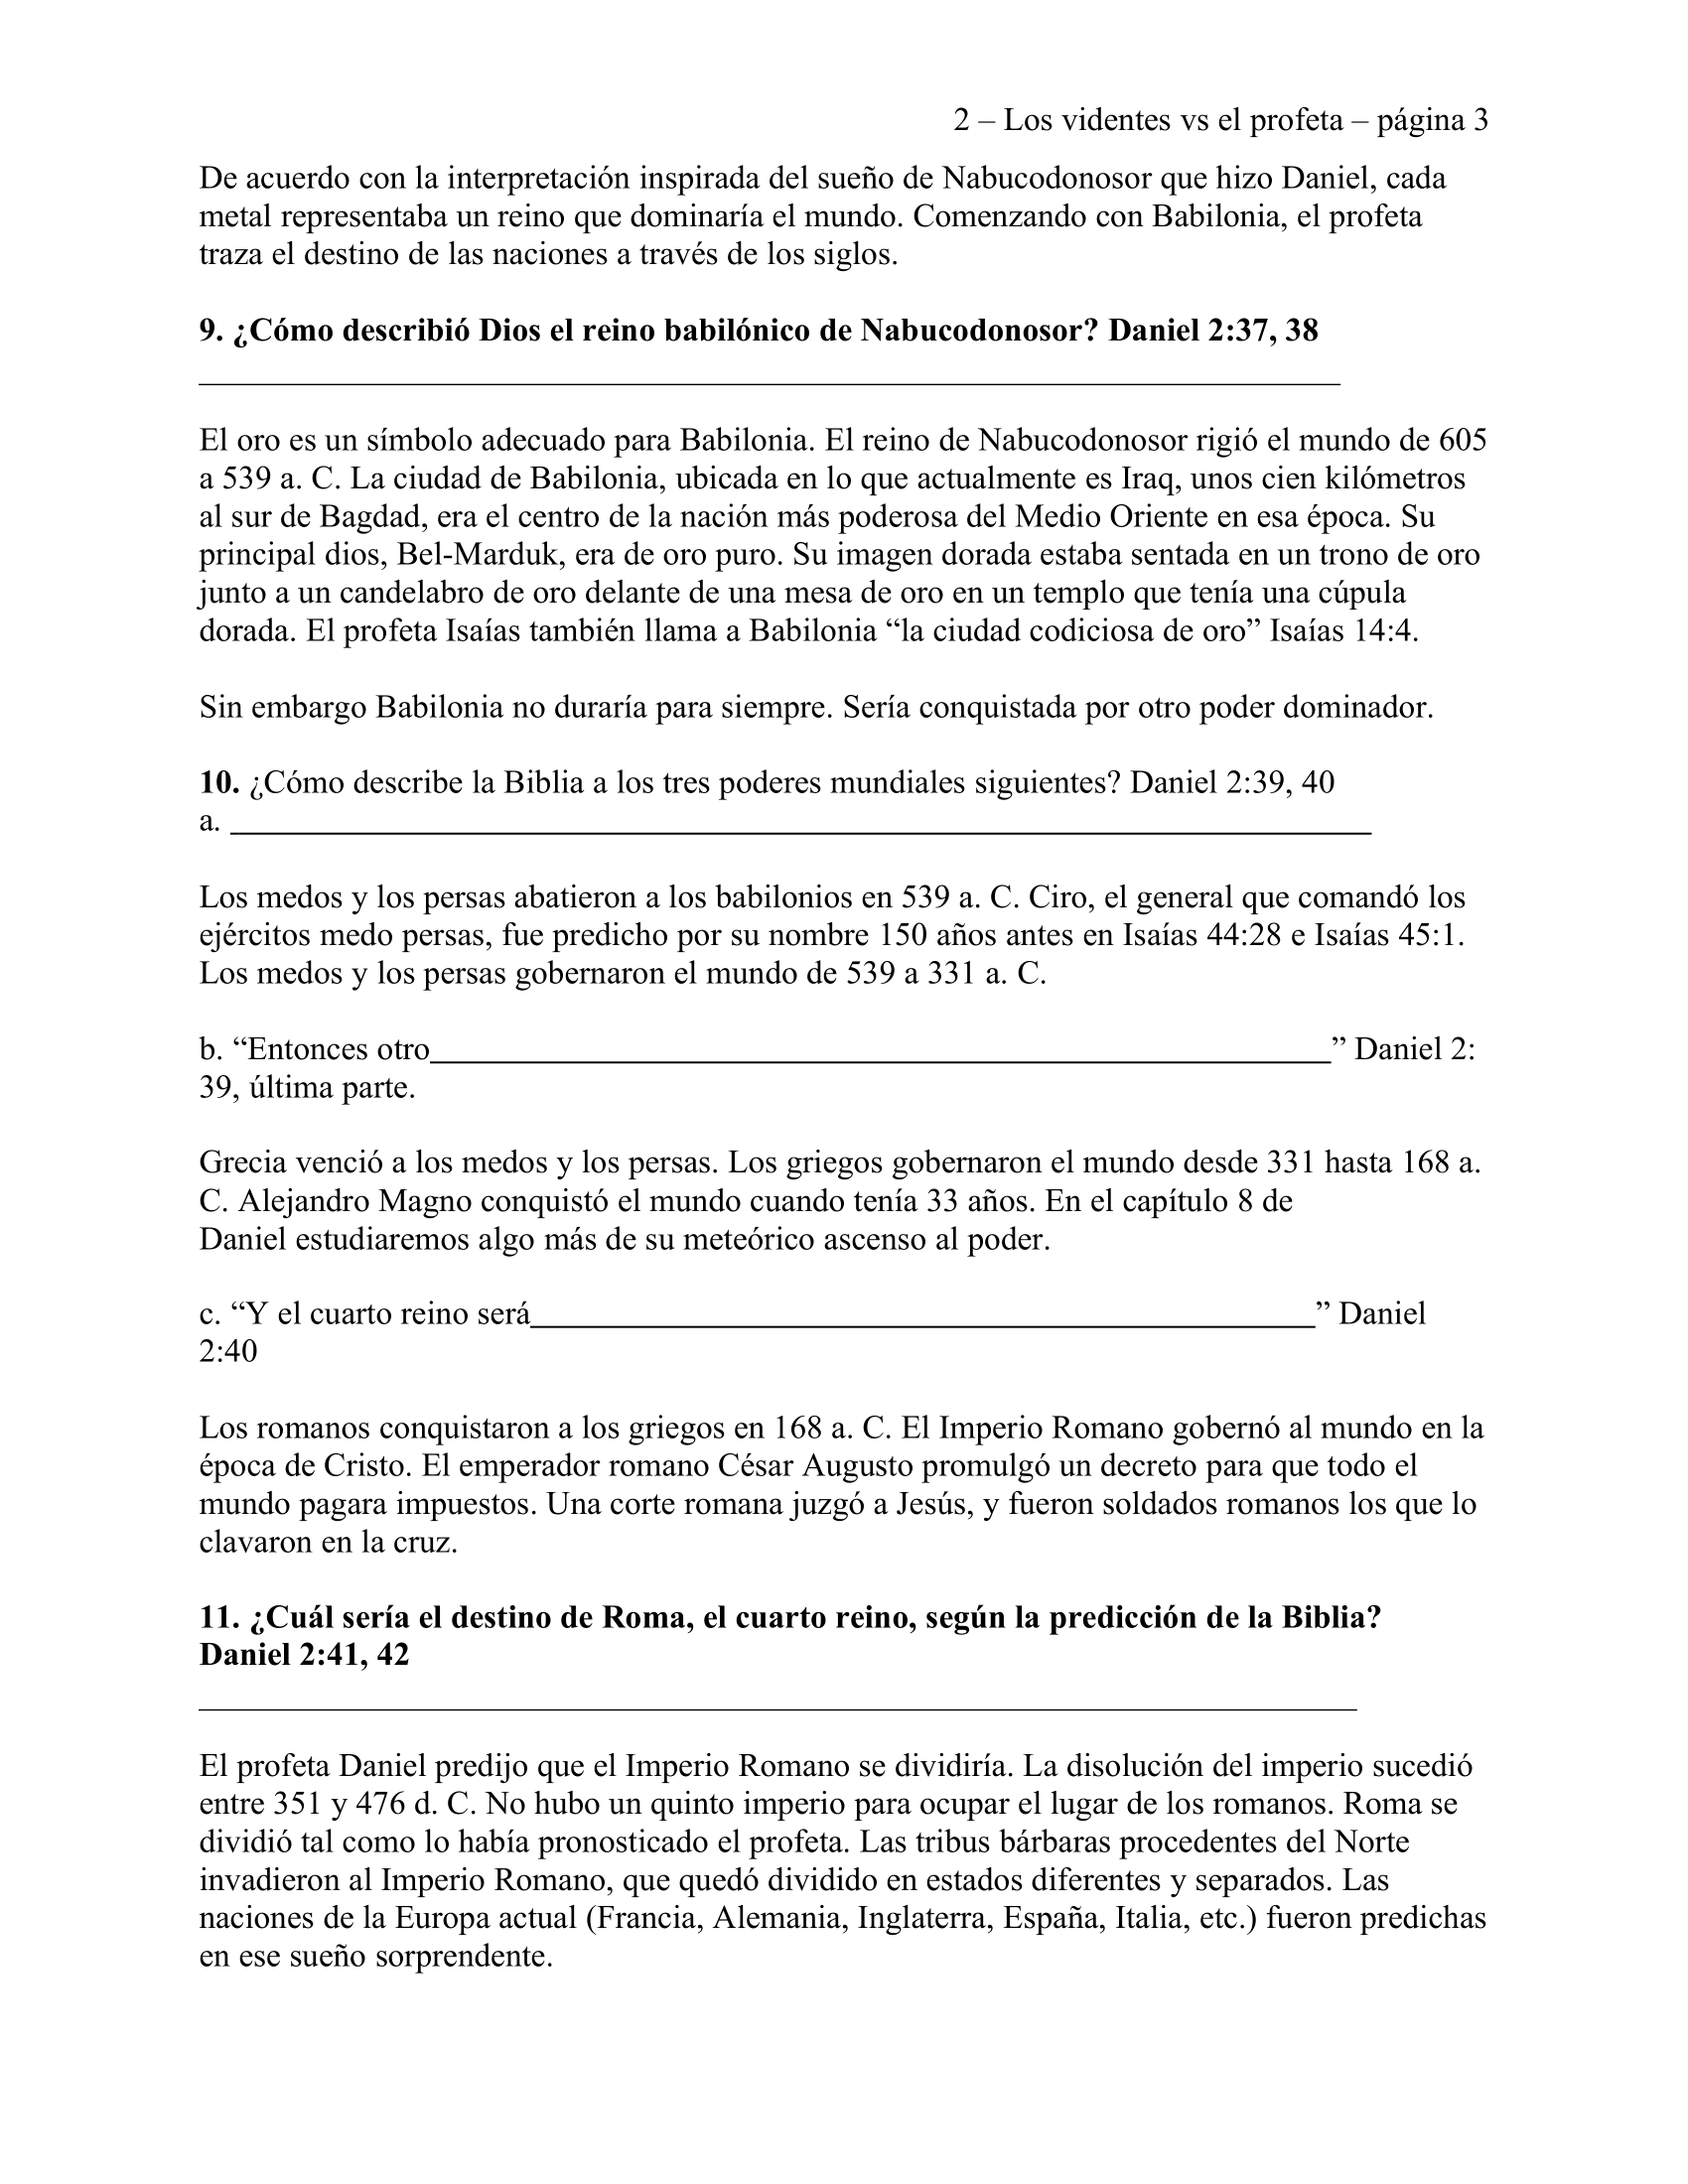 2 – Los videntes vs el profeta – página 3
De acuerdo con la interpretación inspirada del sueño de Nabucodonosor que hizo Daniel, cada
metal representaba un reino que dominaría el mundo. Comenzando con Babilonia, el profeta
traza el destino de las naciones a través de los siglos.
9. ¿Cómo describió Dios el reino babilónico de Nabucodonosor? Daniel 2:37, 38
El oro es un símbolo adecuado para Babilonia. El reino de Nabucodonosor rigió el mundo de 605
a 539 a. C. La ciudad de Babilonia, ubicada en lo que actualmente es Iraq, unos cien kilómetros
al sur de Bagdad, era el centro de la nación más poderosa del Medio Oriente en esa época. Su
principal dios, Bel-Marduk, era de oro puro. Su imagen dorada estaba sentada en un trono de oro
junto a un candelabro de oro delante de una mesa de oro en un templo que tenía una cúpula
dorada. El profeta Isaías también llama a Babilonia “la ciudad codiciosa de oro” Isaías 14:4.
Sin embargo Babilonia no duraría para siempre. Sería conquistada por otro poder dominador.
10. ¿Cómo describe la Biblia a los tres poderes mundiales siguientes? Daniel 2:39, 40
a. ______
Los medos y los persas abatieron a los babilonios en 539 a. C. Ciro, el general que comandó los
ejércitos medo persas, fue predicho por su nombre 150 años antes en Isaías 44:28 e Isaías 45:1.
Los medos y los persas gobernaron el mundo de 539 a 331 a. C.
b. “Entonces otro______” Daniel 2:
39, última parte.
Grecia venció a los medos y los persas. Los griegos gobernaron el mundo desde 331 hasta 168 a.
C. Alejandro Magno conquistó el mundo cuando tenía 33 años. En el capítulo 8 de
Daniel estudiaremos algo más de su meteórico ascenso al poder.
c. “Y el cuarto reino será______” Daniel
2:40
Los romanos conquistaron a los griegos en 168 a. C. El Imperio Romano gobernó al mundo en la
época de Cristo. El emperador romano César Augusto promulgó un decreto para que todo el
mundo pagara impuestos. Una corte romana juzgó a Jesús, y fueron soldados romanos los que lo
clavaron en la cruz.
11. ¿Cuál sería el destino de Roma, el cuarto reino, según la predicción de la Biblia?
Daniel 2:41, 42
El profeta Daniel predijo que el Imperio Romano se dividiría. La disolución del imperio sucedió
entre 351 y 476 d. C. No hubo un quinto imperio para ocupar el lugar de los romanos. Roma se
dividió tal como lo había pronosticado el profeta. Las tribus bárbaras procedentes del Norte
invadieron al Imperio Romano, que quedó dividido en estados diferentes y separados. Las
naciones de la Europa actual (Francia, Alemania, Inglaterra, España, Italia, etc.) fueron predichas
en ese sueño sorprendente.